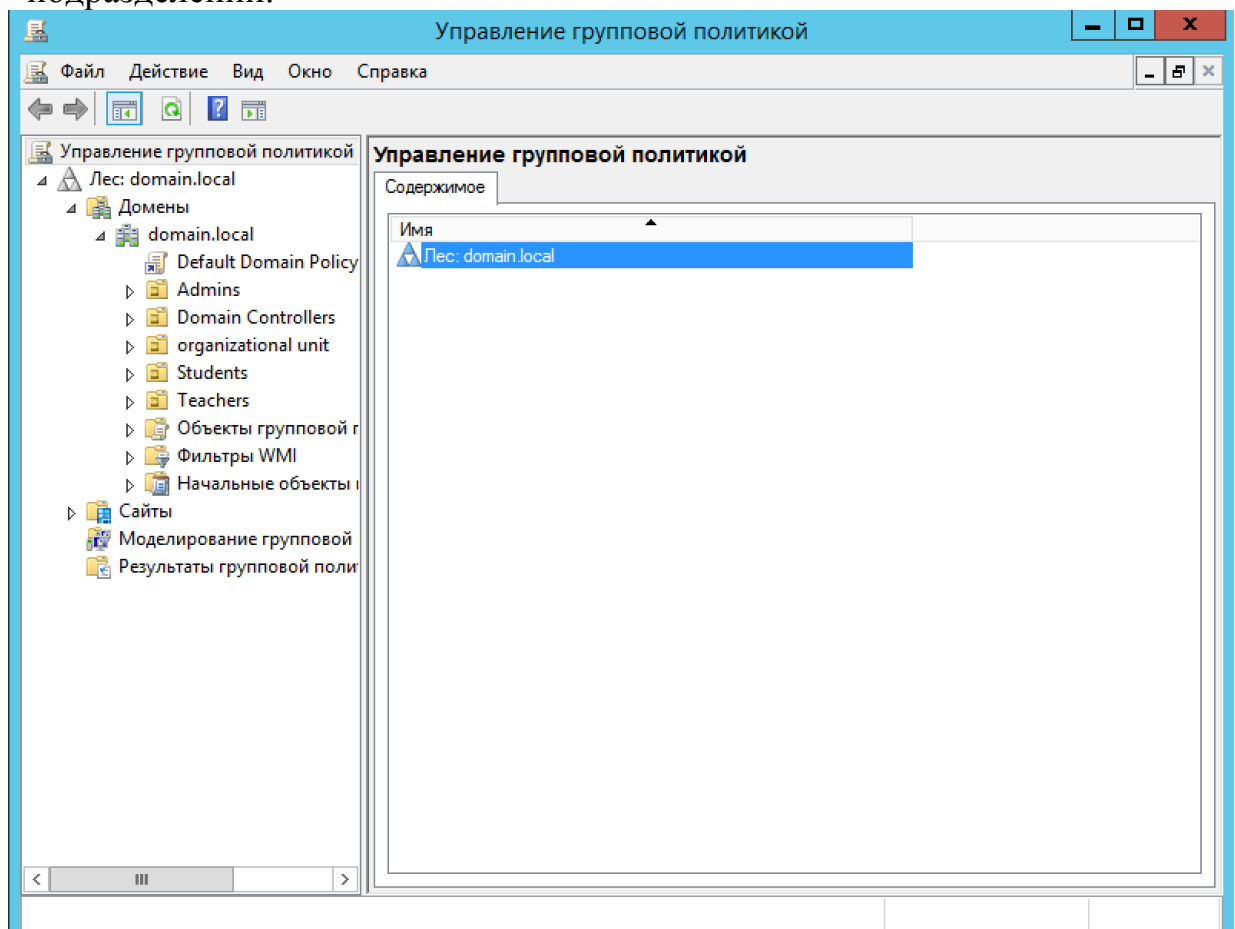 подразделений.
Управление групповой политикой
Файл Действие Вид Окно Справка
Управление групповой политикой
Лес: domain.local
Домены
domain.local
Default Domain Policy
Admins
Domain Controllers
organizational unit
Students
Teachers
Объекты групповой
Фильтры WMI
Начальные объекты
Сайты
Моделирование групповой
Результаты групповой
Управление групповой политикой
Содержимое
Имя
Лес: domain.local